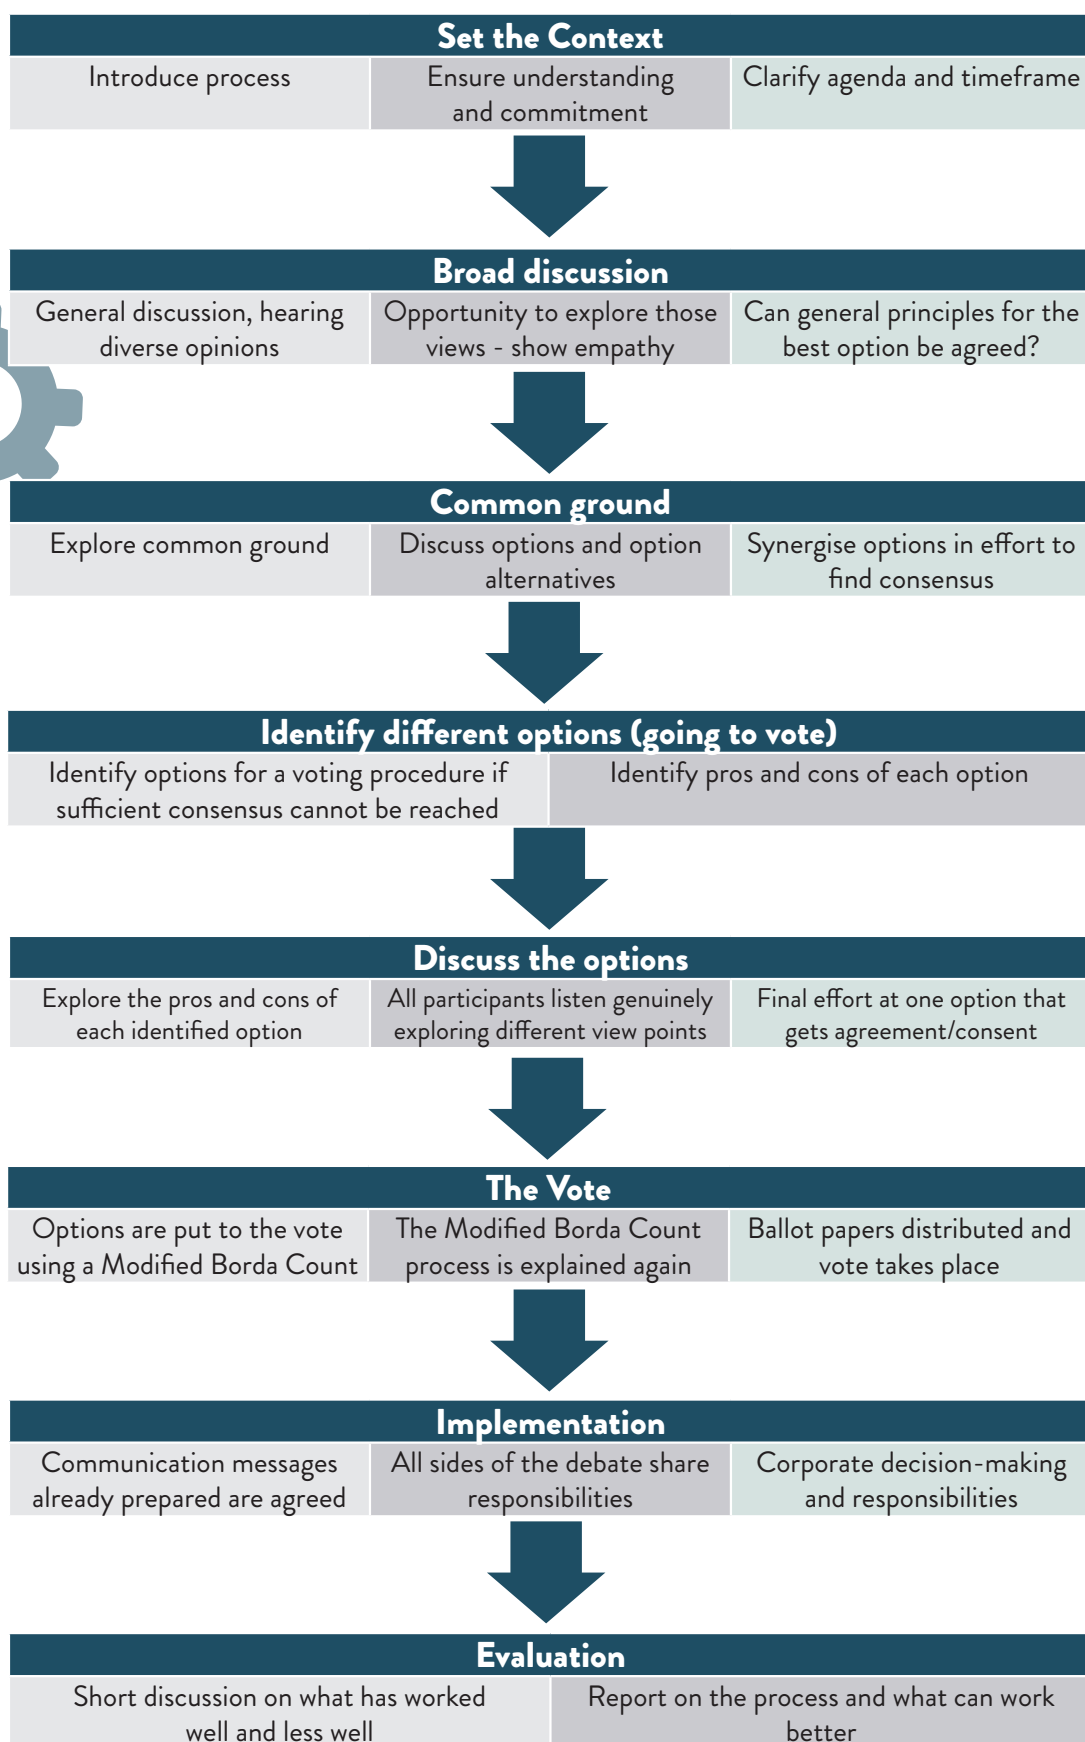 Set the Context
Introduce process
Ensure understanding
and commitment
Clarify agenda and timeframe
Broad discussion
General discussion, hearing
diverse opinions
Opportunity to explore those
views - show empathy
Can general principles for the
best option be agreed?
Common ground
Explore common ground
Discuss options and option
alternatives
Synergise options in effort to
find consensus
Identify different options (going to vote)
Identify options for a voting procedure if
sufficient consensus cannot be reached
Identify pros and cons of each option
Discuss the options
Explore the pros and cons of
each identified option
All participants listen genuinely
exploring different view points
Final effort at one option that
gets agreement/consent
The Vote
Options are put to the vote
using a Modified Borda Count
The Modified Borda Count
process is explained again
Ballot papers distributed and
vote takes place
Implementation
Communication messages
already prepared are agreed
All sides of the debate share
responsibilities
Corporate decision-making
and responsibilities
Evaluation
Short discussion on what has worked
well and less well
Report on the process and what can work
better